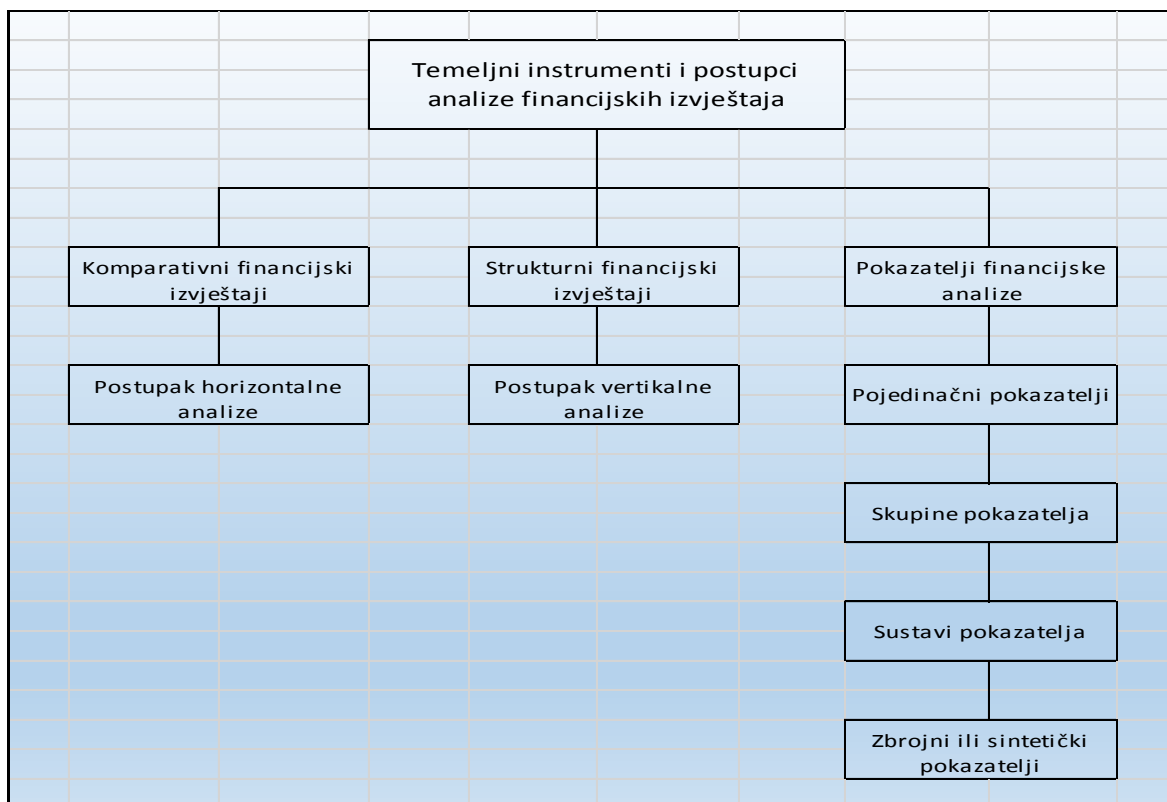 Temeljni instrumenti i postupci
analize financijskih izvještaja
Komparativni financijski
izvještaji
Strukturni financijski
izvještaji
Pokazatelji financijske
analize
Postupak horizontalne
analize
Postupak vertikalne
analize
Pojedinačni pokazatelji
Skupine pokazatelja
Sustavi pokazatelja
Zbrojni ili sintetički
pokazatelji